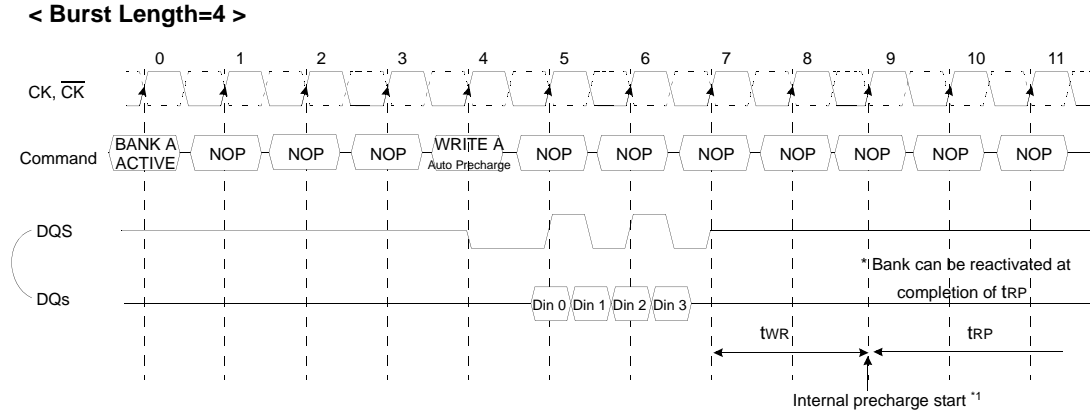 < Burst Length=4 >
0 1 2 3 4 5 6 7 8 9 10 11
CK, CK
Command
BANK A
ACTIVE
NOP
NOP
NOP
WRITE A
Auto Precharge
NOP
NOP
NOP
NOP
NOP
NOP
NOP
DQS
* Bank can be reactivated at
completion of tRP
DQs
Din 0 Din 1 Din 2 Din 3
tWR
tRP
Internal precharge start *1